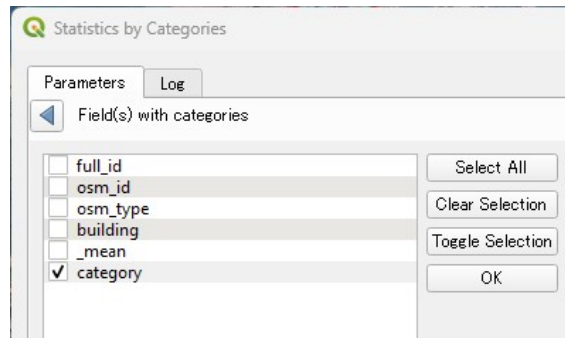 Statistics by Categories
Parameters Log
Field(s) with categories
full_id
osm_id
osm_type
building
_mean
category
Select All
Clear Selection
Toggle Selection
OK